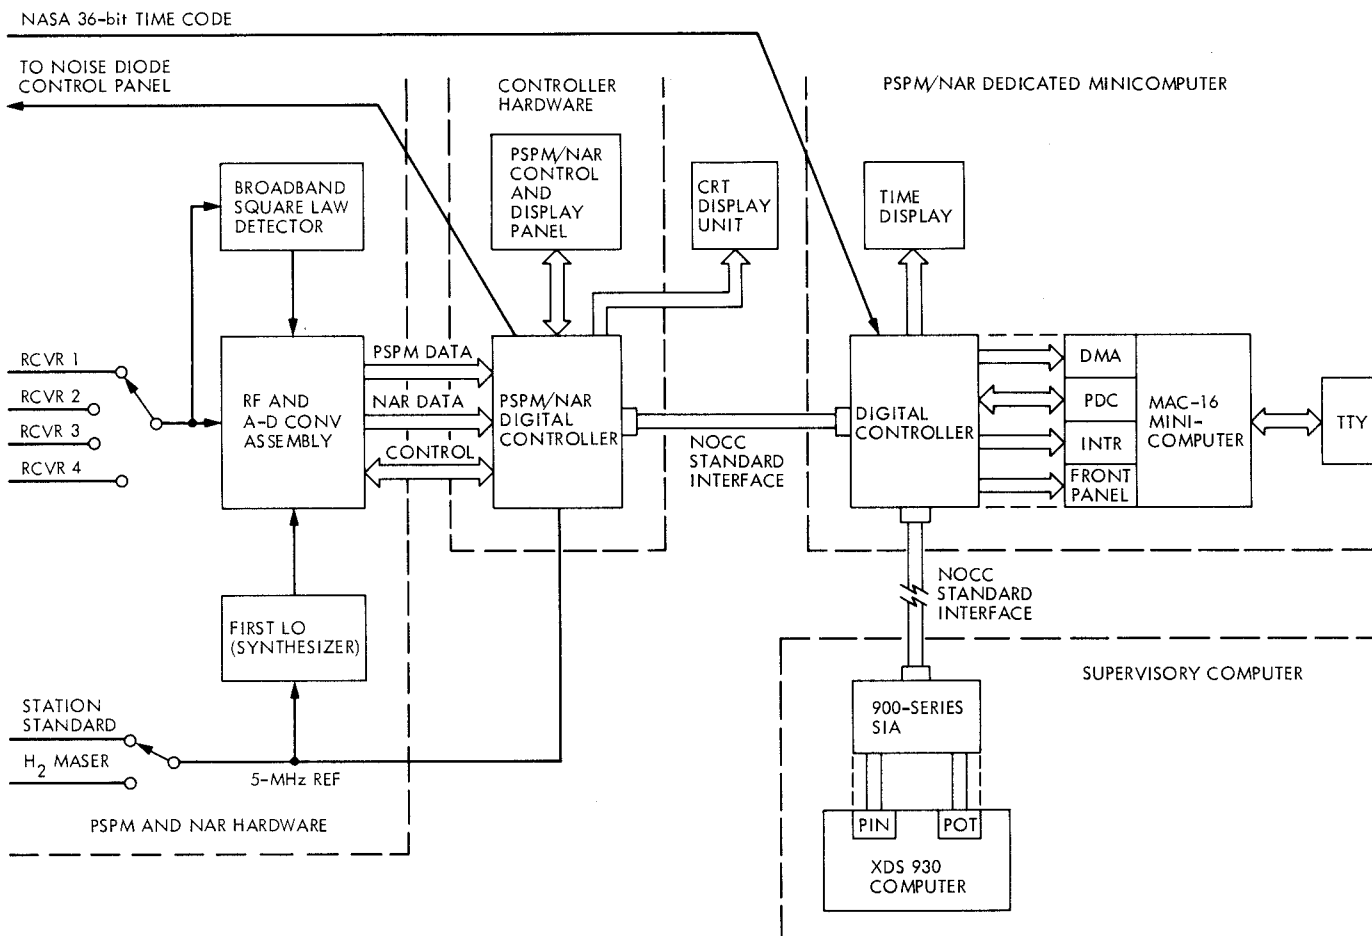 NASA 36-bit TIME CODE
TO NOISE DIODE
CONTROL PANEL
CONTROLLER
HARDWARE
PSPM/NAR DEDICATED MINICOMPUTER
BROADBAND
SQUARE LAW
DETECTOR
PSPM/NAR
CONTROL
AND
DISPLAY
PANEL
CRT
DISPLAY
UNIT
TIME
DISPLAY
RCVR 1
RCVR 2
RCVR 3
RCVR 4
RF AND
A-D CONV
ASSEMBLY
PSPM DATA
NAR DATA
CONTROL
PSPM/NAR
DIGITAL
CONTROLLER
NOCC
STANDARD
INTERFACE
DIGITAL
CONTROLLER
DMA
PDC
INTR
FRONT
PANEL
MAC-16
MINI-
COMPUTER
TTY
NOCC
STANDARD
INTERFACE
FIRST LO
(SYNTHESIZER)
STATION
STANDARD
H2 MASER
5-MHz REF
PSPM AND NAR HARDWARE
SUPERVISORY COMPUTER
900-SERIES
SIA
PIN
POT
XDS 930
COMPUTER